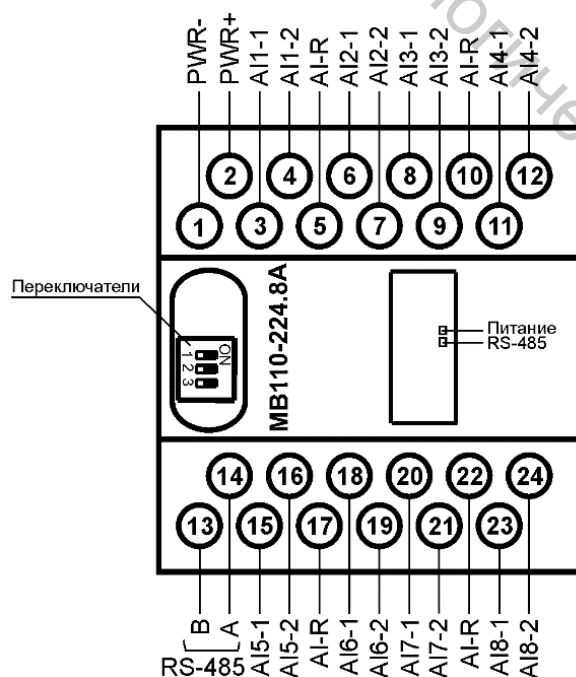 PWR-
PWR+
AI1-1
AI1-2
AI-R
AI2-1
AI2-2
AI3-1
AI3-2
AI-R
AI4-1
AI4-2
2
4
6
8
10
12
1
3
5
7
9
11
Переключатели
ON
1
2
3
МВ110-224.8А
Питание
RS-485
14
16
18
20
22
24
13
15
17
19
21
23
B
A
RS-485
AI5-1
AI5-2
AI-R
AI6-1
AI6-2
AI7-1
AI7-2
AI-R
AI8-1
AI8-2